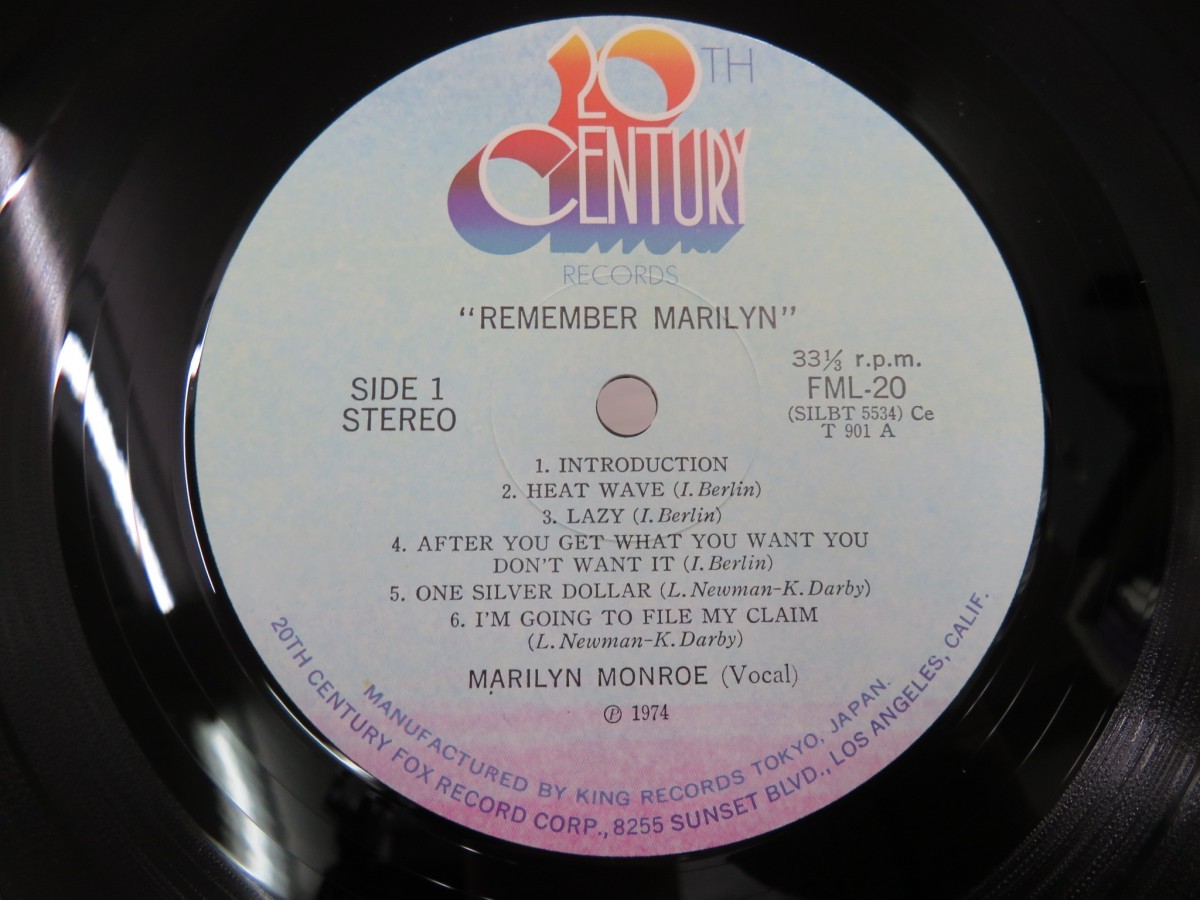 20TH
CENTURY
RECORDS
“REMEMBER MARILYN”
SIDE 1
STEREO
33⅓ r.p.m.
FML-20
(SILBT 5534) Ce
T 901 A
1. INTRODUCTION
2. HEAT WAVE (I. Berlin)
3. LAZY (I. Berlin)
4. AFTER YOU GET WHAT YOU WANT YOU
DON'T WANT IT (I. Berlin)
5. ONE SILVER DOLLAR (L. Newman-K. Darby)
6. I'M GOING TO FILE MY CLAIM
(L. Newman-K. Darby)
MARILYN MONROE (Vocal)
℗ 1974
MANUFACTURED BY KING RECORDS TOKYO, JAPAN.
20TH CENTURY FOX RECORD CORP., 8255 SUNSET BLVD., LOS ANGELES, CALIF.